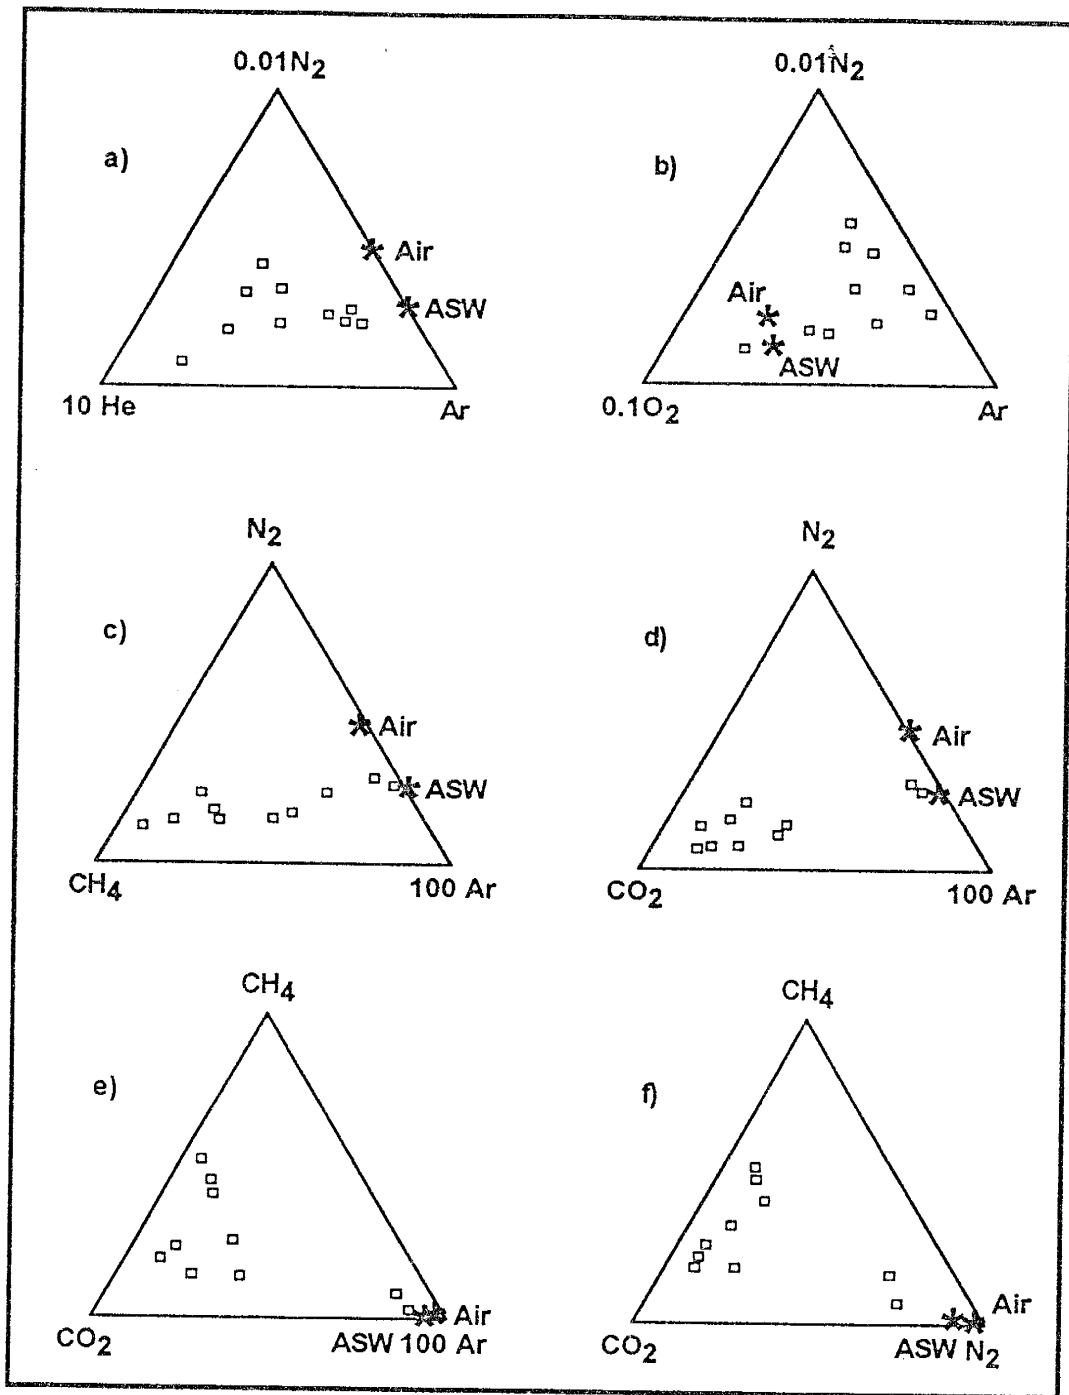 0.01N2
a)
Air
ASW
10 He
Ar
0.01N2
b)
Air
ASW
0.1O2
Ar
N2
c)
Air
ASW
CH4
100 Ar
N2
d)
Air
ASW
CO2
100 Ar
CH4
e)
Air
CO2
ASW 100 Ar
CH4
f)
Air
CO2
ASW N2